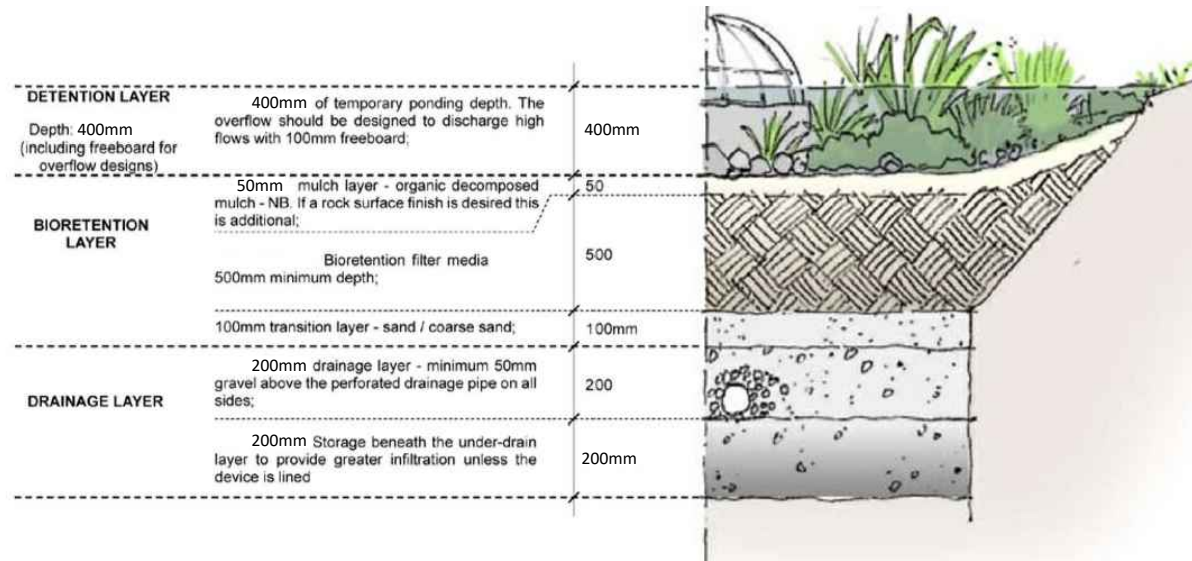 DETENTION LAYER
Depth: 400mm
(including freeboard for
overflow designs)
400mm of temporary ponding depth. The
overflow should be designed to discharge high
flows with 100mm freeboard;
400mm
BIORETENTION
LAYER
50mm mulch layer - organic decomposed
mulch - NB. If a rock surface finish is desired this
is additional;
50
Bioretention filter media
500mm minimum depth;
500
100mm transition layer - sand / coarse sand;
100mm
DRAINAGE LAYER
200mm drainage layer - minimum 50mm
gravel above the perforated drainage pipe on all
sides;
200
200mm Storage beneath the under-drain
layer to provide greater infiltration unless the
device is lined
200mm